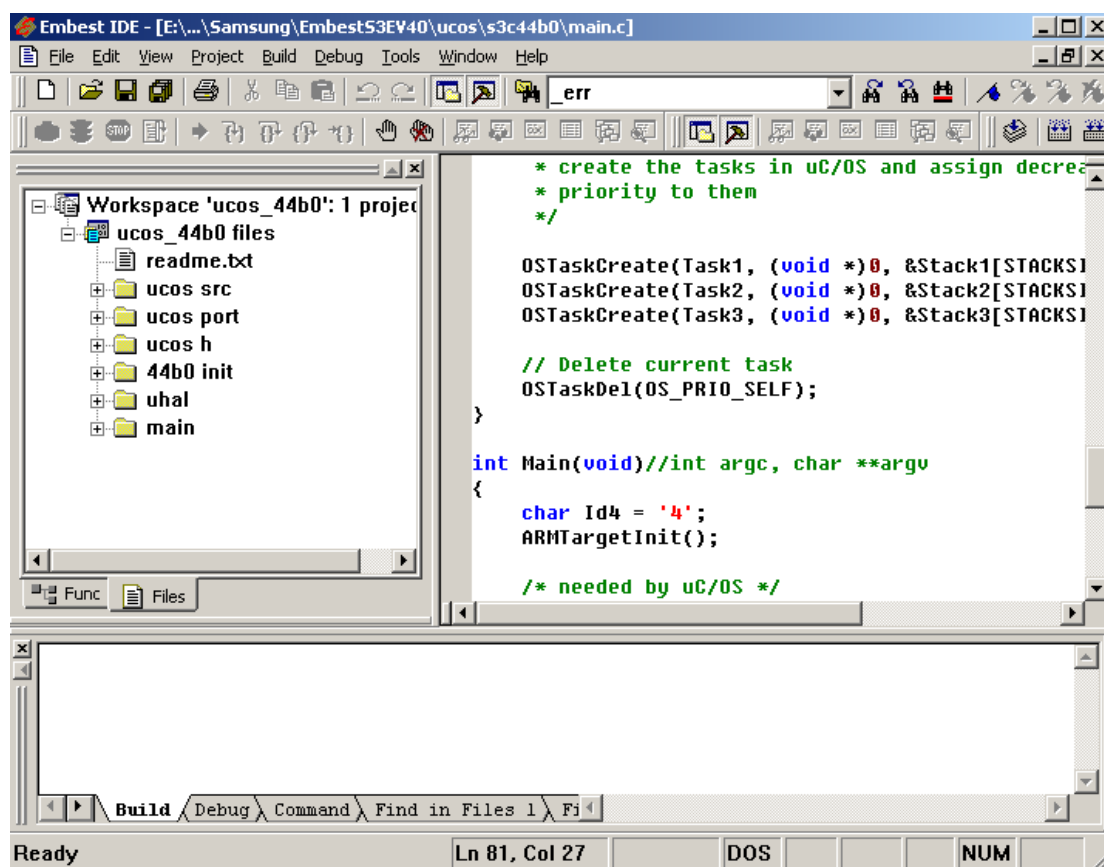 Embest IDE - [E:\...\Samsung\EmbestS3EV40\ucos\s3c44b0\main.c]
File Edit View Project Build Debug Tools Window Help
_err
STOP
Workspace 'ucos_44b0': 1 projec
ucos_44b0 files
readme.txt
ucos src
ucos port
ucos h
44b0 init
uhal
main
Func Files
* create the tasks in uC/OS and assign decrea
* priority to them
*/
OSTaskCreate(Task1, (void *)0, &Stack1[STACKSI
OSTaskCreate(Task2, (void *)0, &Stack2[STACKSI
OSTaskCreate(Task3, (void *)0, &Stack3[STACKSI
// Delete current task
OSTaskDel(OS_PRIO_SELF);
}
int Main(void)//int argc, char **argv
{
char Id4 = '4';
ARMTargetInit();
/* needed by uC/OS */
Build Debug Command Find in Files 1 Fi
Ready Ln 81, Col 27 DOS NUM